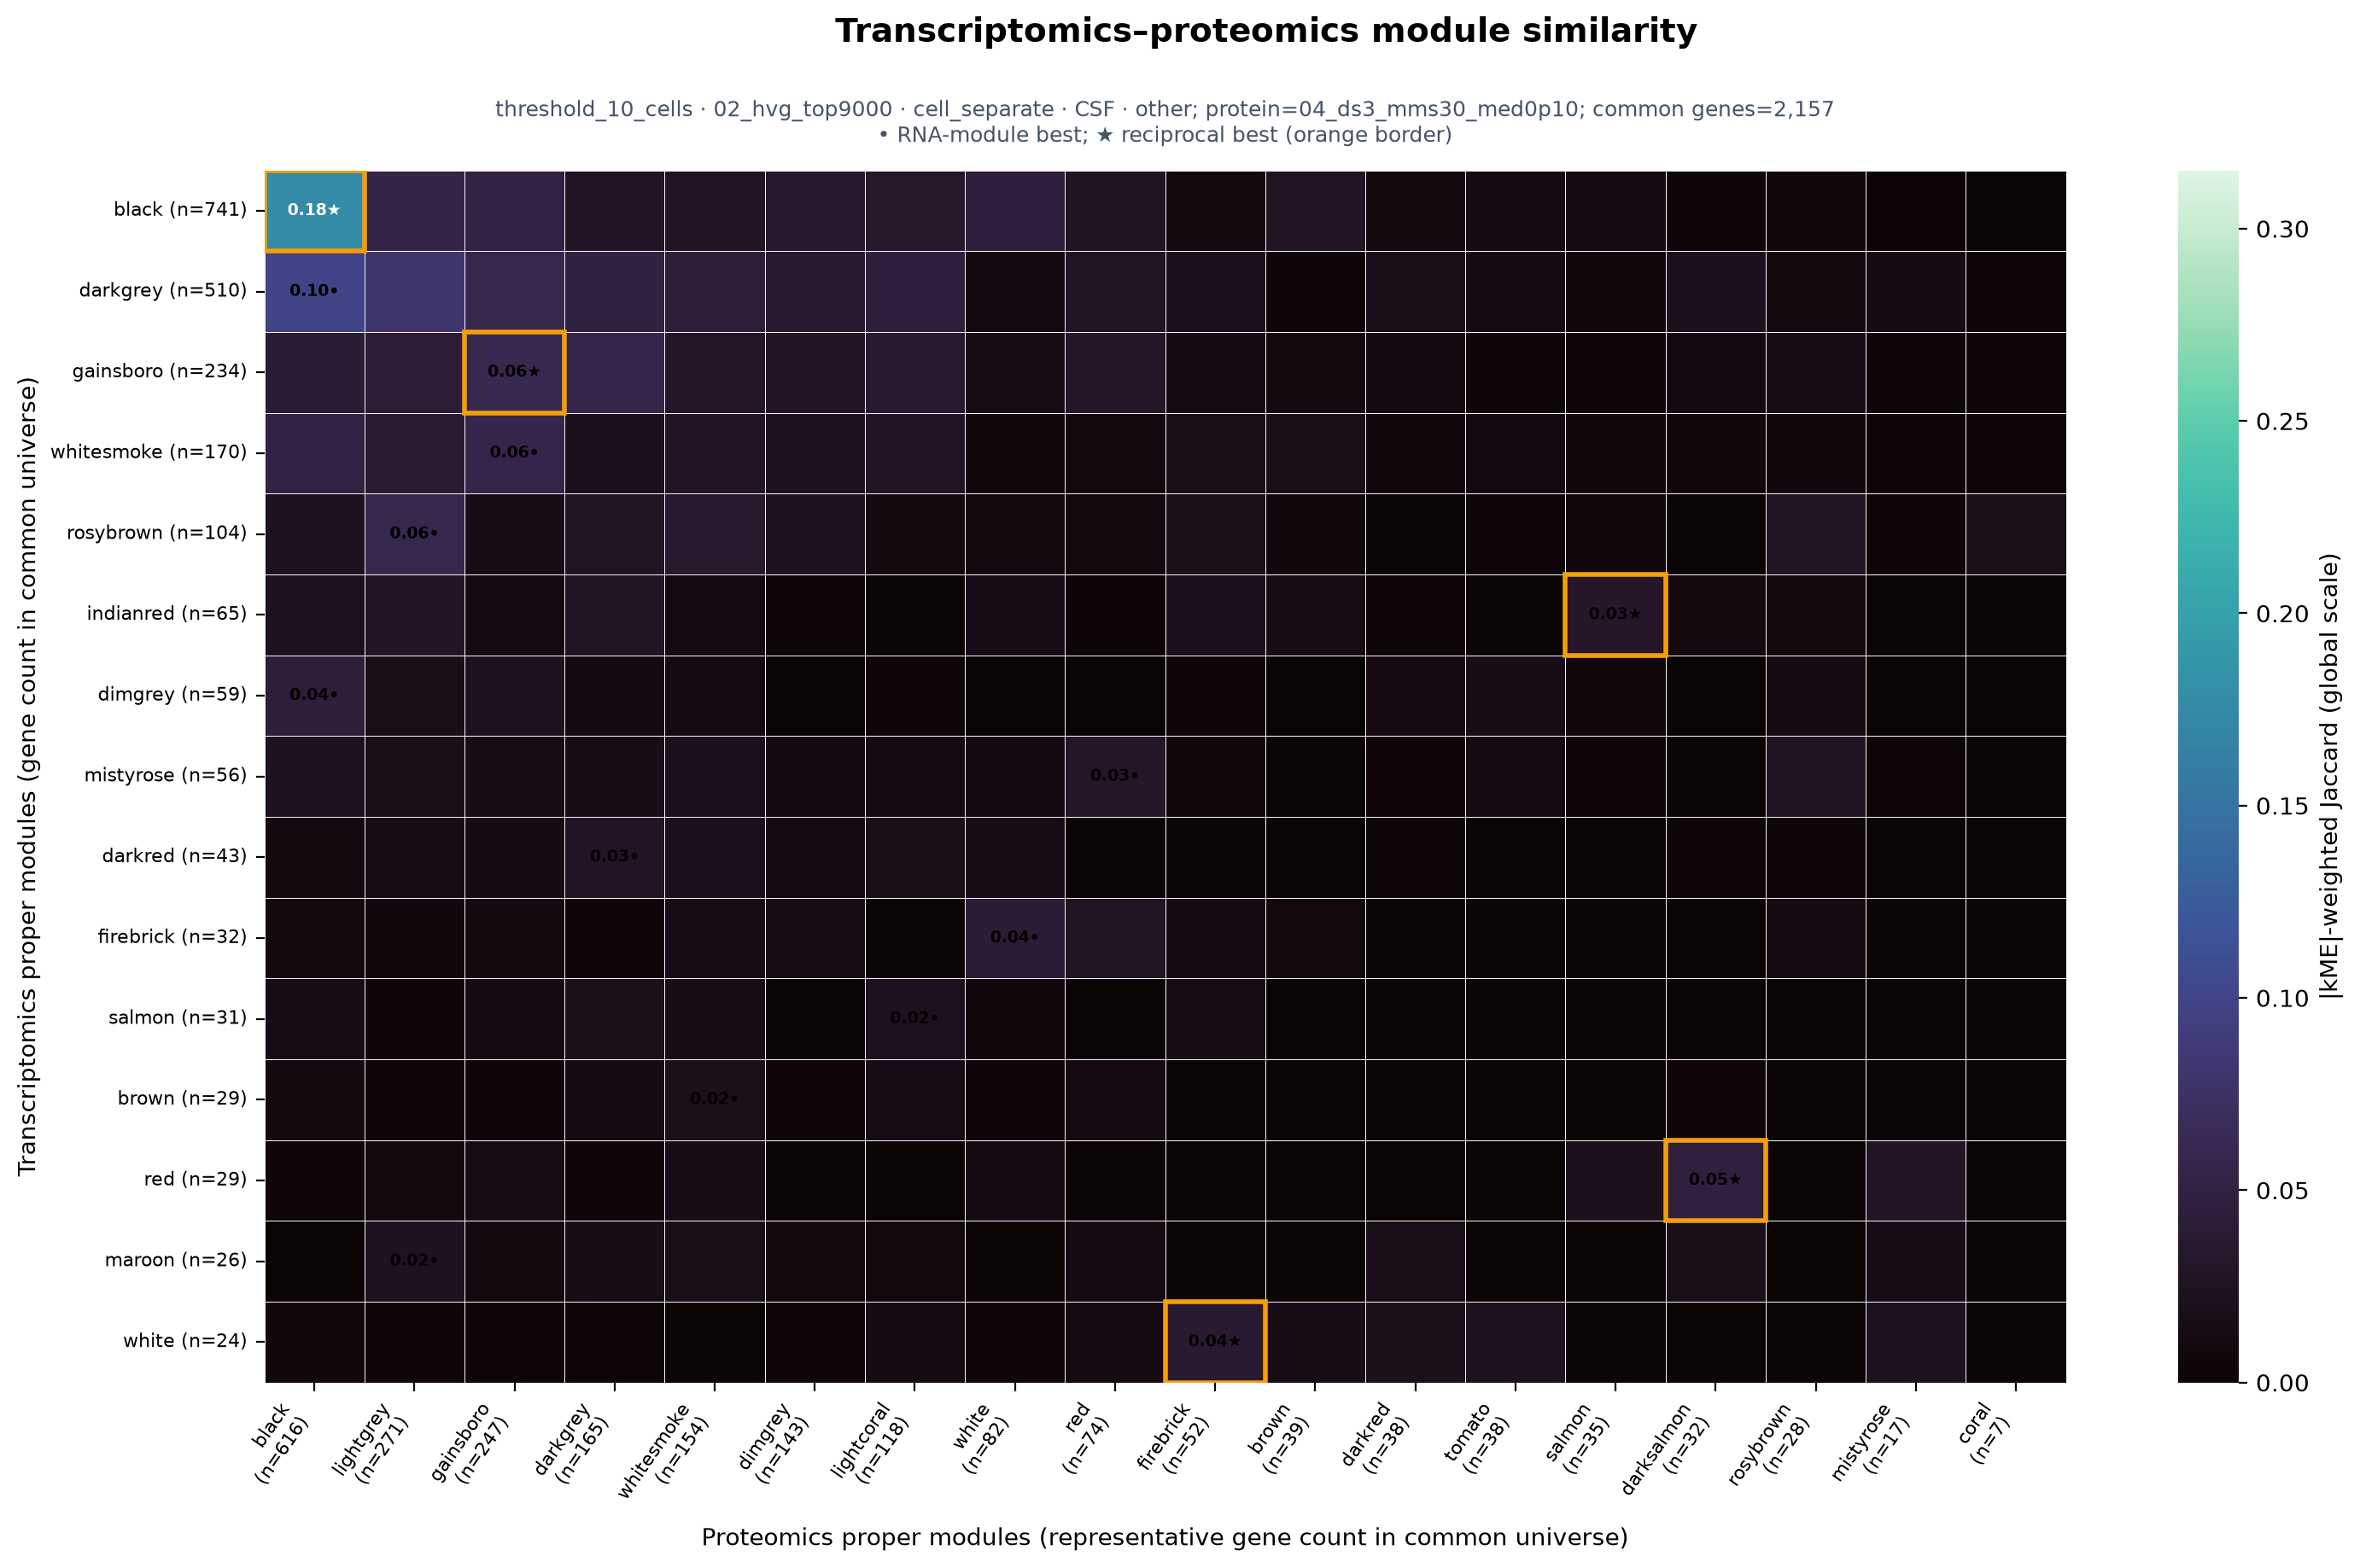 Transcriptomics–proteomics module similarity
threshold_10_cells · 02_hvg_top9000 · cell_separate · CSF · other; protein=04_ds3_mms30_med0p10; common genes=2,157
• RNA-module best; ★ reciprocal best (orange border)
Transcriptomics proper modules (gene count in common universe)
black (n=741)
0.18★
darkgrey (n=510)
0.10•
gainsboro (n=234)
0.06★
whitesmoke (n=170)
0.06•
rosybrown (n=104)
0.06•
indianred (n=65)
0.03★
dimgrey (n=59)
0.04•
mistyrose (n=56)
0.03•
darkred (n=43)
0.03•
firebrick (n=32)
0.04•
salmon (n=31)
0.02•
brown (n=29)
0.02•
red (n=29)
0.05★
maroon (n=26)
0.02•
white (n=24)
0.04★
black
(n=616)
lightgrey
(n=271)
gainsboro
(n=247)
darkgrey
(n=165)
whitesmoke
(n=154)
dimgrey
(n=143)
lightcoral
(n=118)
white
(n=82)
red
(n=74)
firebrick
(n=52)
brown
(n=39)
darkred
(n=38)
tomato
(n=38)
salmon
(n=35)
darksalmon
(n=32)
rosybrown
(n=28)
mistyrose
(n=17)
coral
(n=7)
Proteomics proper modules (representative gene count in common universe)
0.30
0.25
0.20
0.15
0.10
0.05
0.00
|kME|-weighted Jaccard (global scale)